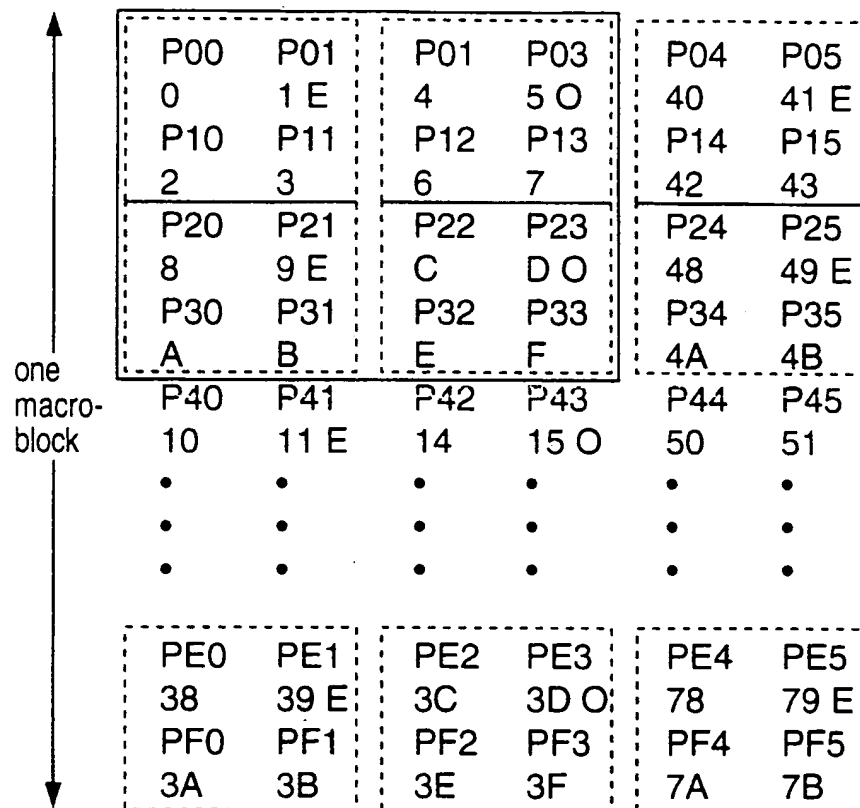 P00 P01 P01 P03 P04 P05
0 1 E 4 5 O 40 41 E
P10 P11 P12 P13 P14 P15
2 3 6 7 42 43
P20 P21 P22 P23 P24 P25
8 9 E C D O 48 49 E
P30 P31 P32 P33 P34 P35
A B E F 4A 4B
one
macro-
block
P40 P41 P42 P43 P44 P45
10 11 E 14 15 O 50 51
PE0 PE1 PE2 PE3 PE4 PE5
38 39 E 3C 3D O 78 79 E
PF0 PF1 PF2 PF3 PF4 PF5
3A 3B 3E 3F 7A 7B